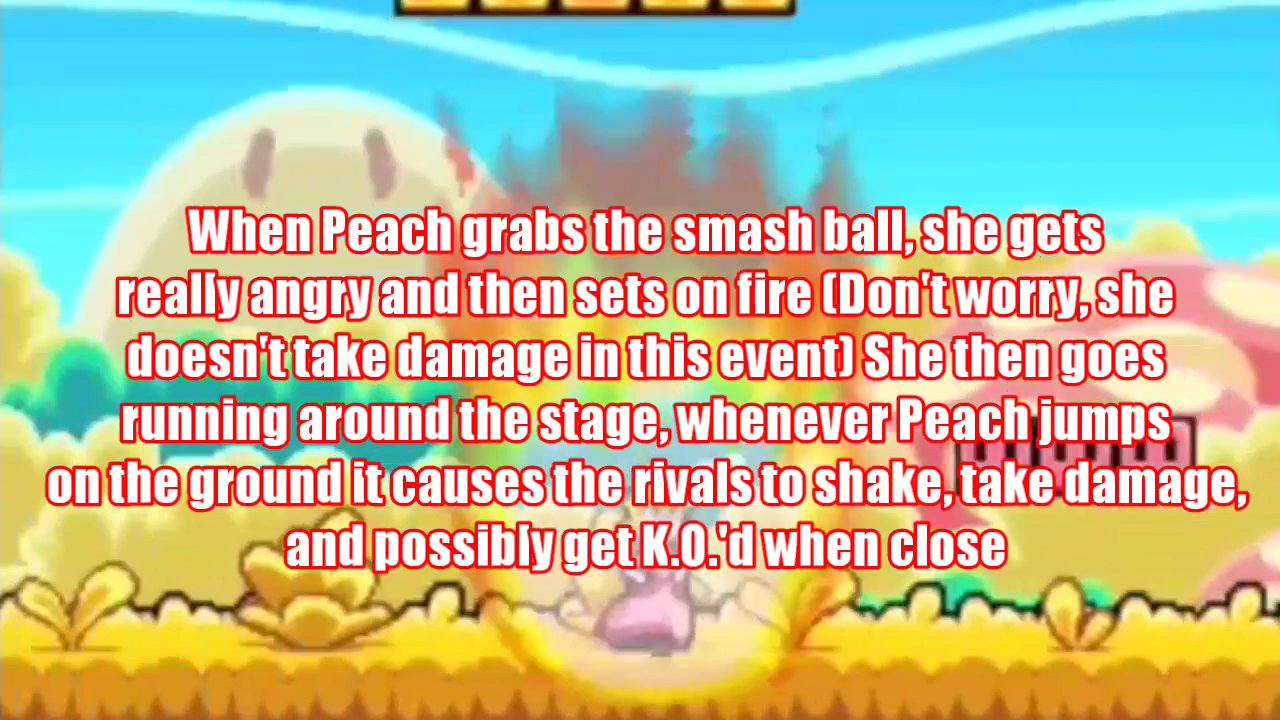 When Peach grabs the smash ball, she gets
really angry and then sets on fire (Don't worry, she
doesn't take damage in this event) She then goes
running around the stage, whenever Peach jumps
on the ground it causes the rivals to shake, take damage,
and possibly get K.O.'d when close